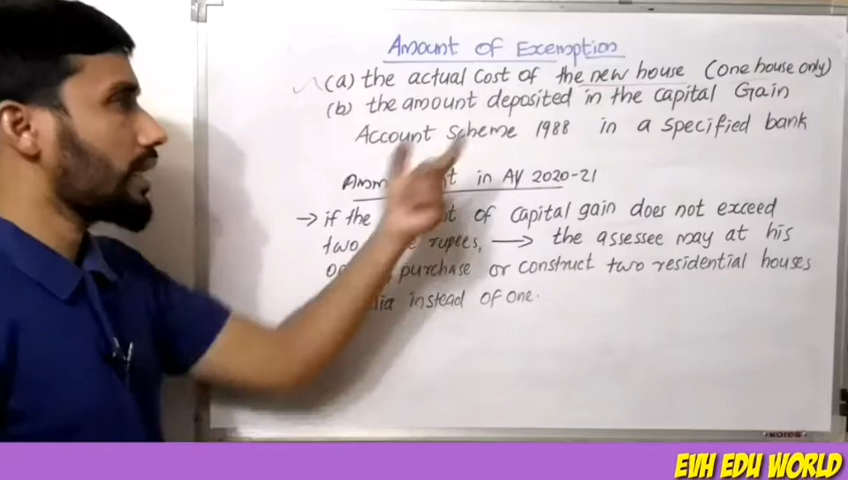 Amount of Exemption
(a) the actual cost of the new house (One house only)
(b) the amount deposited in the Capital Gain
Account Scheme 1988 in a specified bank
in AY 2020-21
→ if the of capital gain does not exceed
two rupees, → the assessee may at his
purchase or construct two residential houses
instead of one.
KORES
EVH EDU WORLD